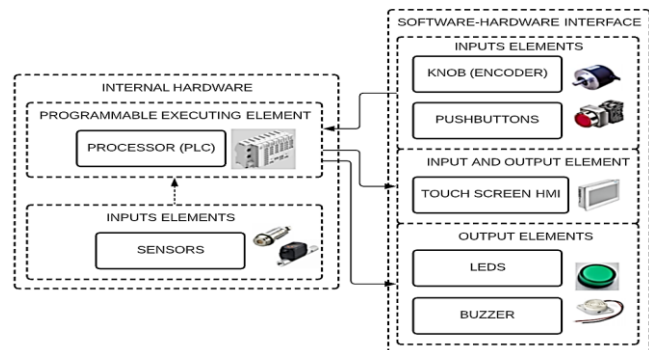 INTERNAL HARDWARE
PROGRAMMABLE EXECUTING ELEMENT
PROCESSOR (PLC)
INPUTS ELEMENTS
SENSORS
SOFTWARE-HARDWARE INTERFACE
INPUTS ELEMENTS
KNOB (ENCODER)
PUSHBUTTONS
INPUT AND OUTPUT ELEMENT
TOUCH SCREEN HMI
OUTPUT ELEMENTS
LEDS
BUZZER